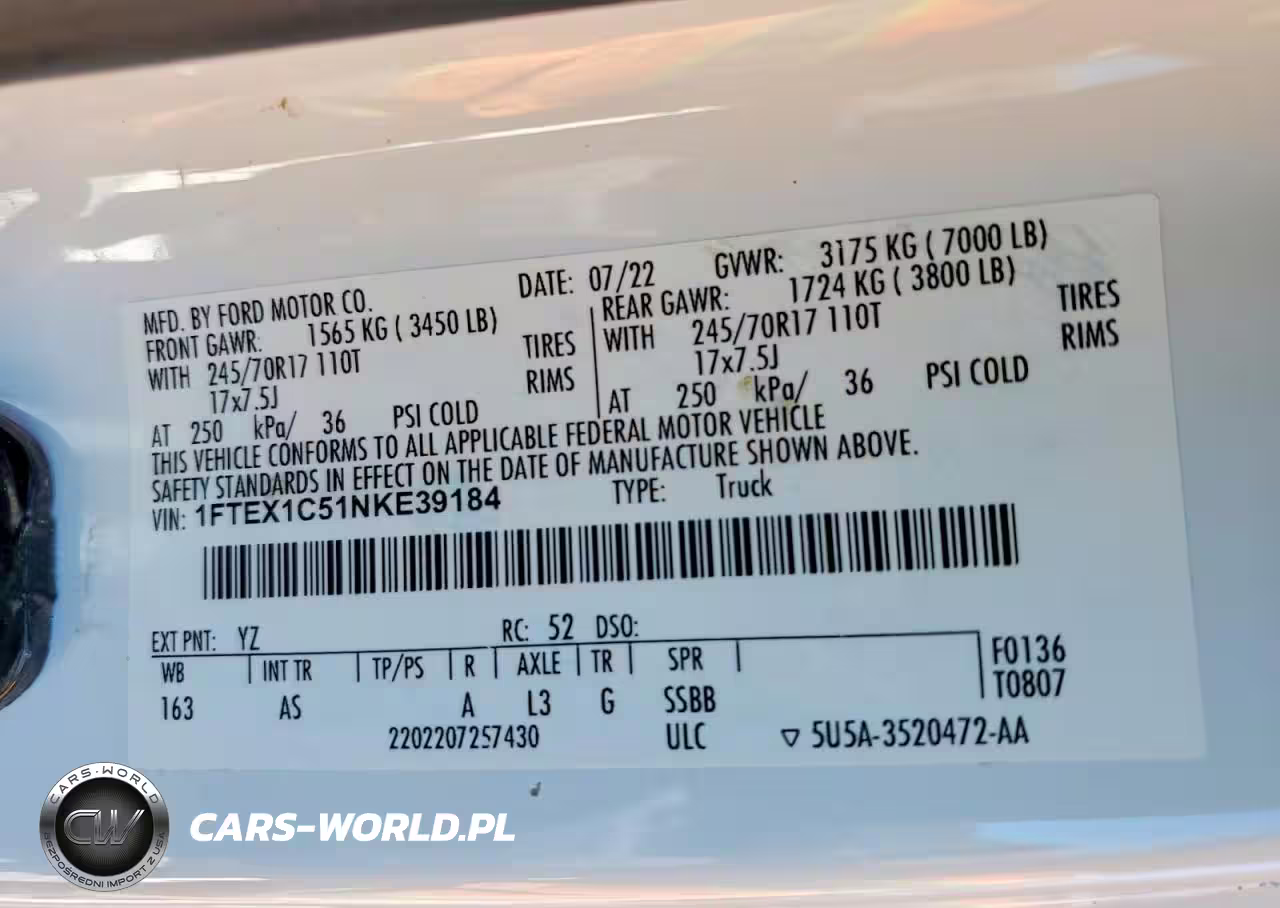 MFD. BY FORD MOTOR CO. DATE: 07/22 GVWR: 3175 KG ( 7000 LB)
FRONT GAWR: 1565 KG ( 3450 LB)
WITH 245/70R17 110T TIRES
17x7.5J RIMS
AT 250 kPa/ 36 PSI COLD
REAR GAWR: 1724 KG ( 3800 LB)
WITH 245/70R17 110T TIRES
17x7.5J RIMS
AT 250 kPa/ 36 PSI COLD
THIS VEHICLE CONFORMS TO ALL APPLICABLE FEDERAL MOTOR VEHICLE
SAFETY STANDARDS IN EFFECT ON THE DATE OF MANUFACTURE SHOWN ABOVE.
VIN: 1FTEX1C51NKE39184 TYPE: Truck
EXT PNT: YZ RC: 52 DSO:
WB INT TR TP/PS R AXLE TR SPR F0136
163 AS A L3 G SSBB T0807
2202207257430 ULC ▽ 5U5A-3520472-AA
CARS-WORLD
CW
BEZPOŚREDNI IMPORT Z USA
CARS-WORLD.PL